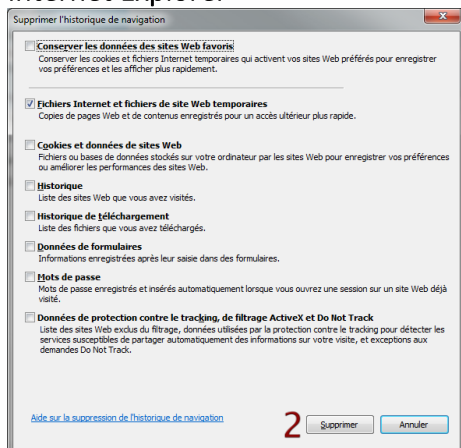 Internet Explorer
Supprimer l'historique de navigation
Conserver les données des sites Web favoris
Conserver les cookies et fichiers Internet temporaires qui activent vos sites Web préférés pour enregistrer
vos préférences et les afficher plus rapidement.
Fichiers Internet et fichiers de site Web temporaires
Copies de pages Web et de contenus enregistrés pour un accès ultérieur plus rapide.
Cookies et données de sites Web
Fichiers ou bases de données stockés sur votre ordinateur par les sites Web pour enregistrer vos préférences
ou améliorer les performances des sites Web.
Historique
Liste des sites Web que vous avez visités.
Historique de téléchargement
Liste des fichiers que vous avez téléchargés.
Données de formulaires
Informations enregistrées après leur saisie dans des formulaires.
Mots de passe
Mots de passe enregistrés et insérés automatiquement lorsque vous ouvrez une session sur un site Web déjà
visité.
Données de protection contre le tracking, de filtrage ActiveX et Do Not Track
Liste des sites Web exclus du filtrage, données utilisées par la protection contre le tracking pour détecter les
services susceptibles de partager automatiquement des informations sur votre visite, et exceptions aux
demandes Do Not Track.
Aide sur la suppression de l'historique de navigation
2 Supprimer Annuler